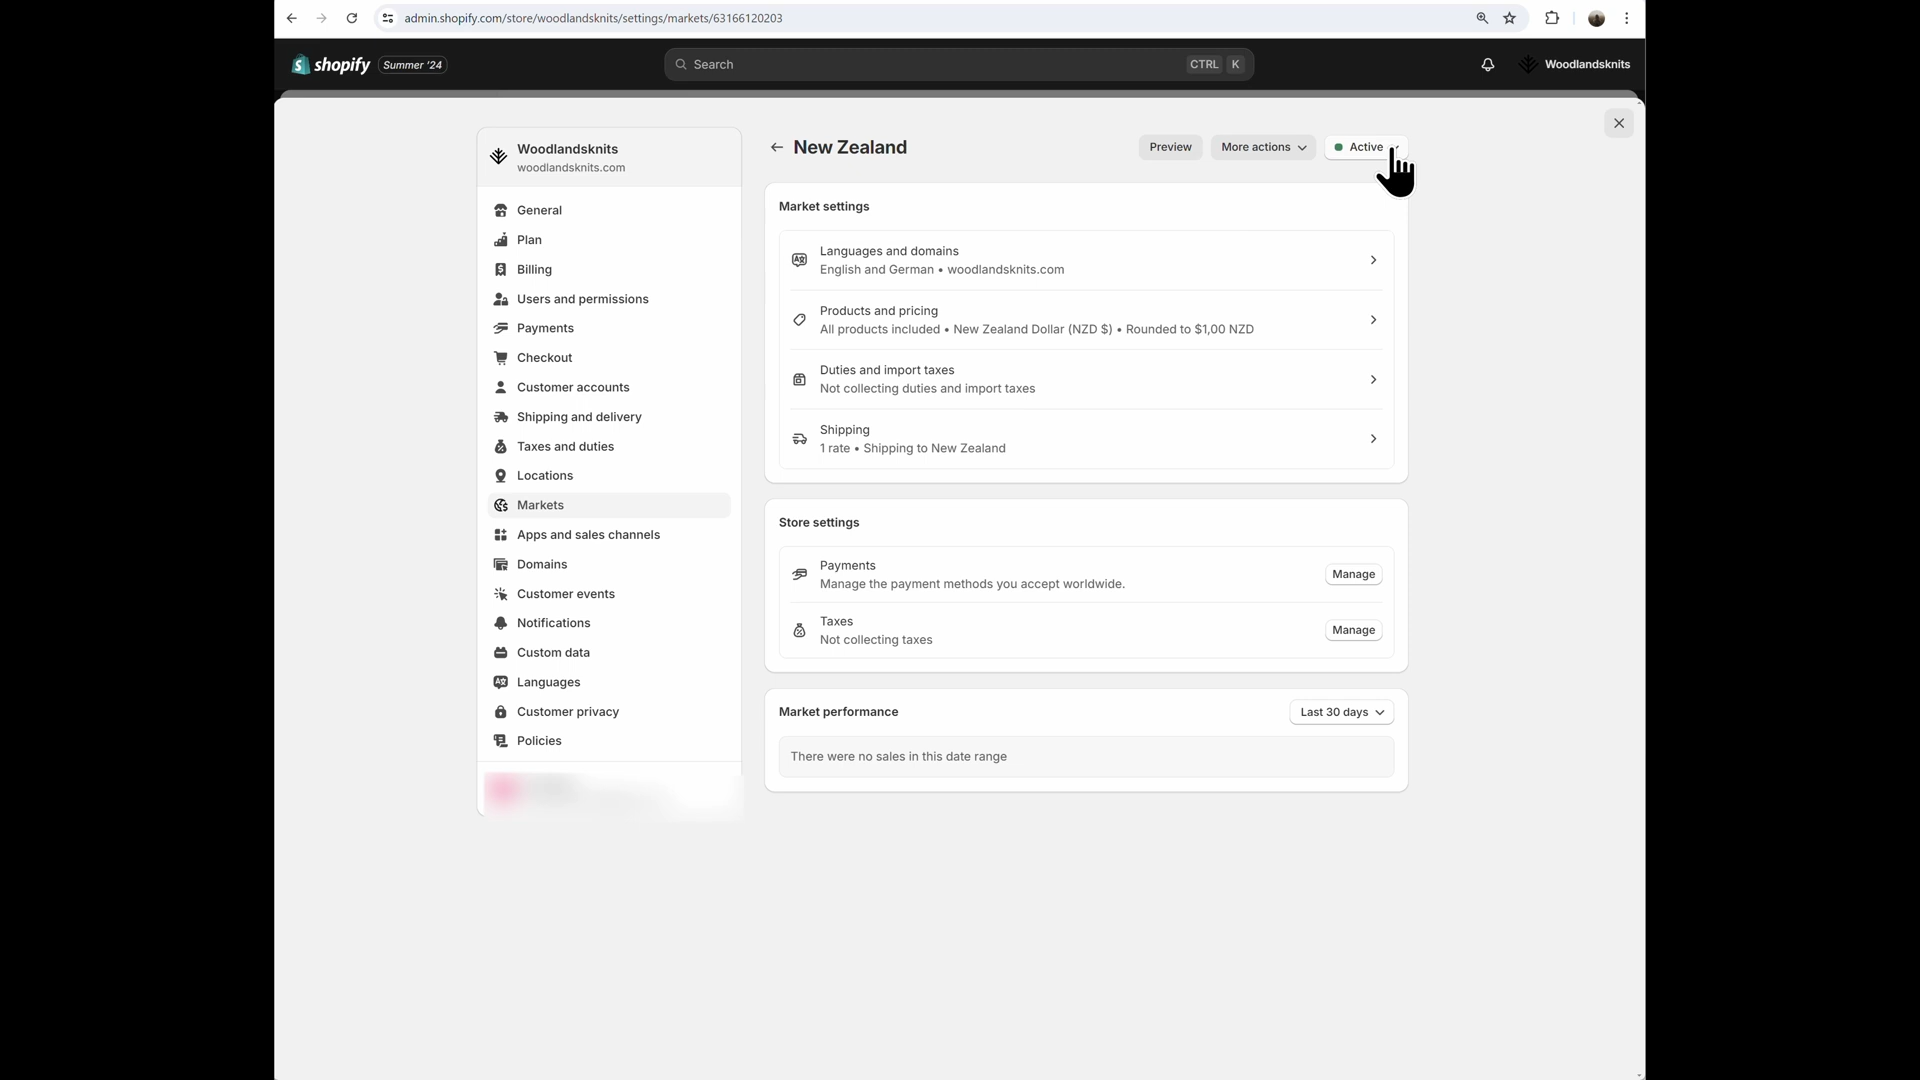 admin.shopify.com/store/woodlandsknits/settings/markets/63166120203
shopify
Summer '24
Search
CTRL K
Woodlandsknits
Woodlandsknits
woodlandsknits.com
General
Plan
Billing
Users and permissions
Payments
Checkout
Customer accounts
Shipping and delivery
Taxes and duties
Locations
Markets
Apps and sales channels
Domains
Customer events
Notifications
Custom data
Languages
Customer privacy
Policies
New Zealand
Preview
More actions
Active
Market settings
Languages and domains
English and German • woodlandsknits.com
Products and pricing
All products included • New Zealand Dollar (NZD $) • Rounded to $1,00 NZD
Duties and import taxes
Not collecting duties and import taxes
Shipping
1 rate • Shipping to New Zealand
Store settings
Payments
Manage the payment methods you accept worldwide.
Manage
Taxes
Not collecting taxes
Manage
Market performance
Last 30 days
There were no sales in this date range